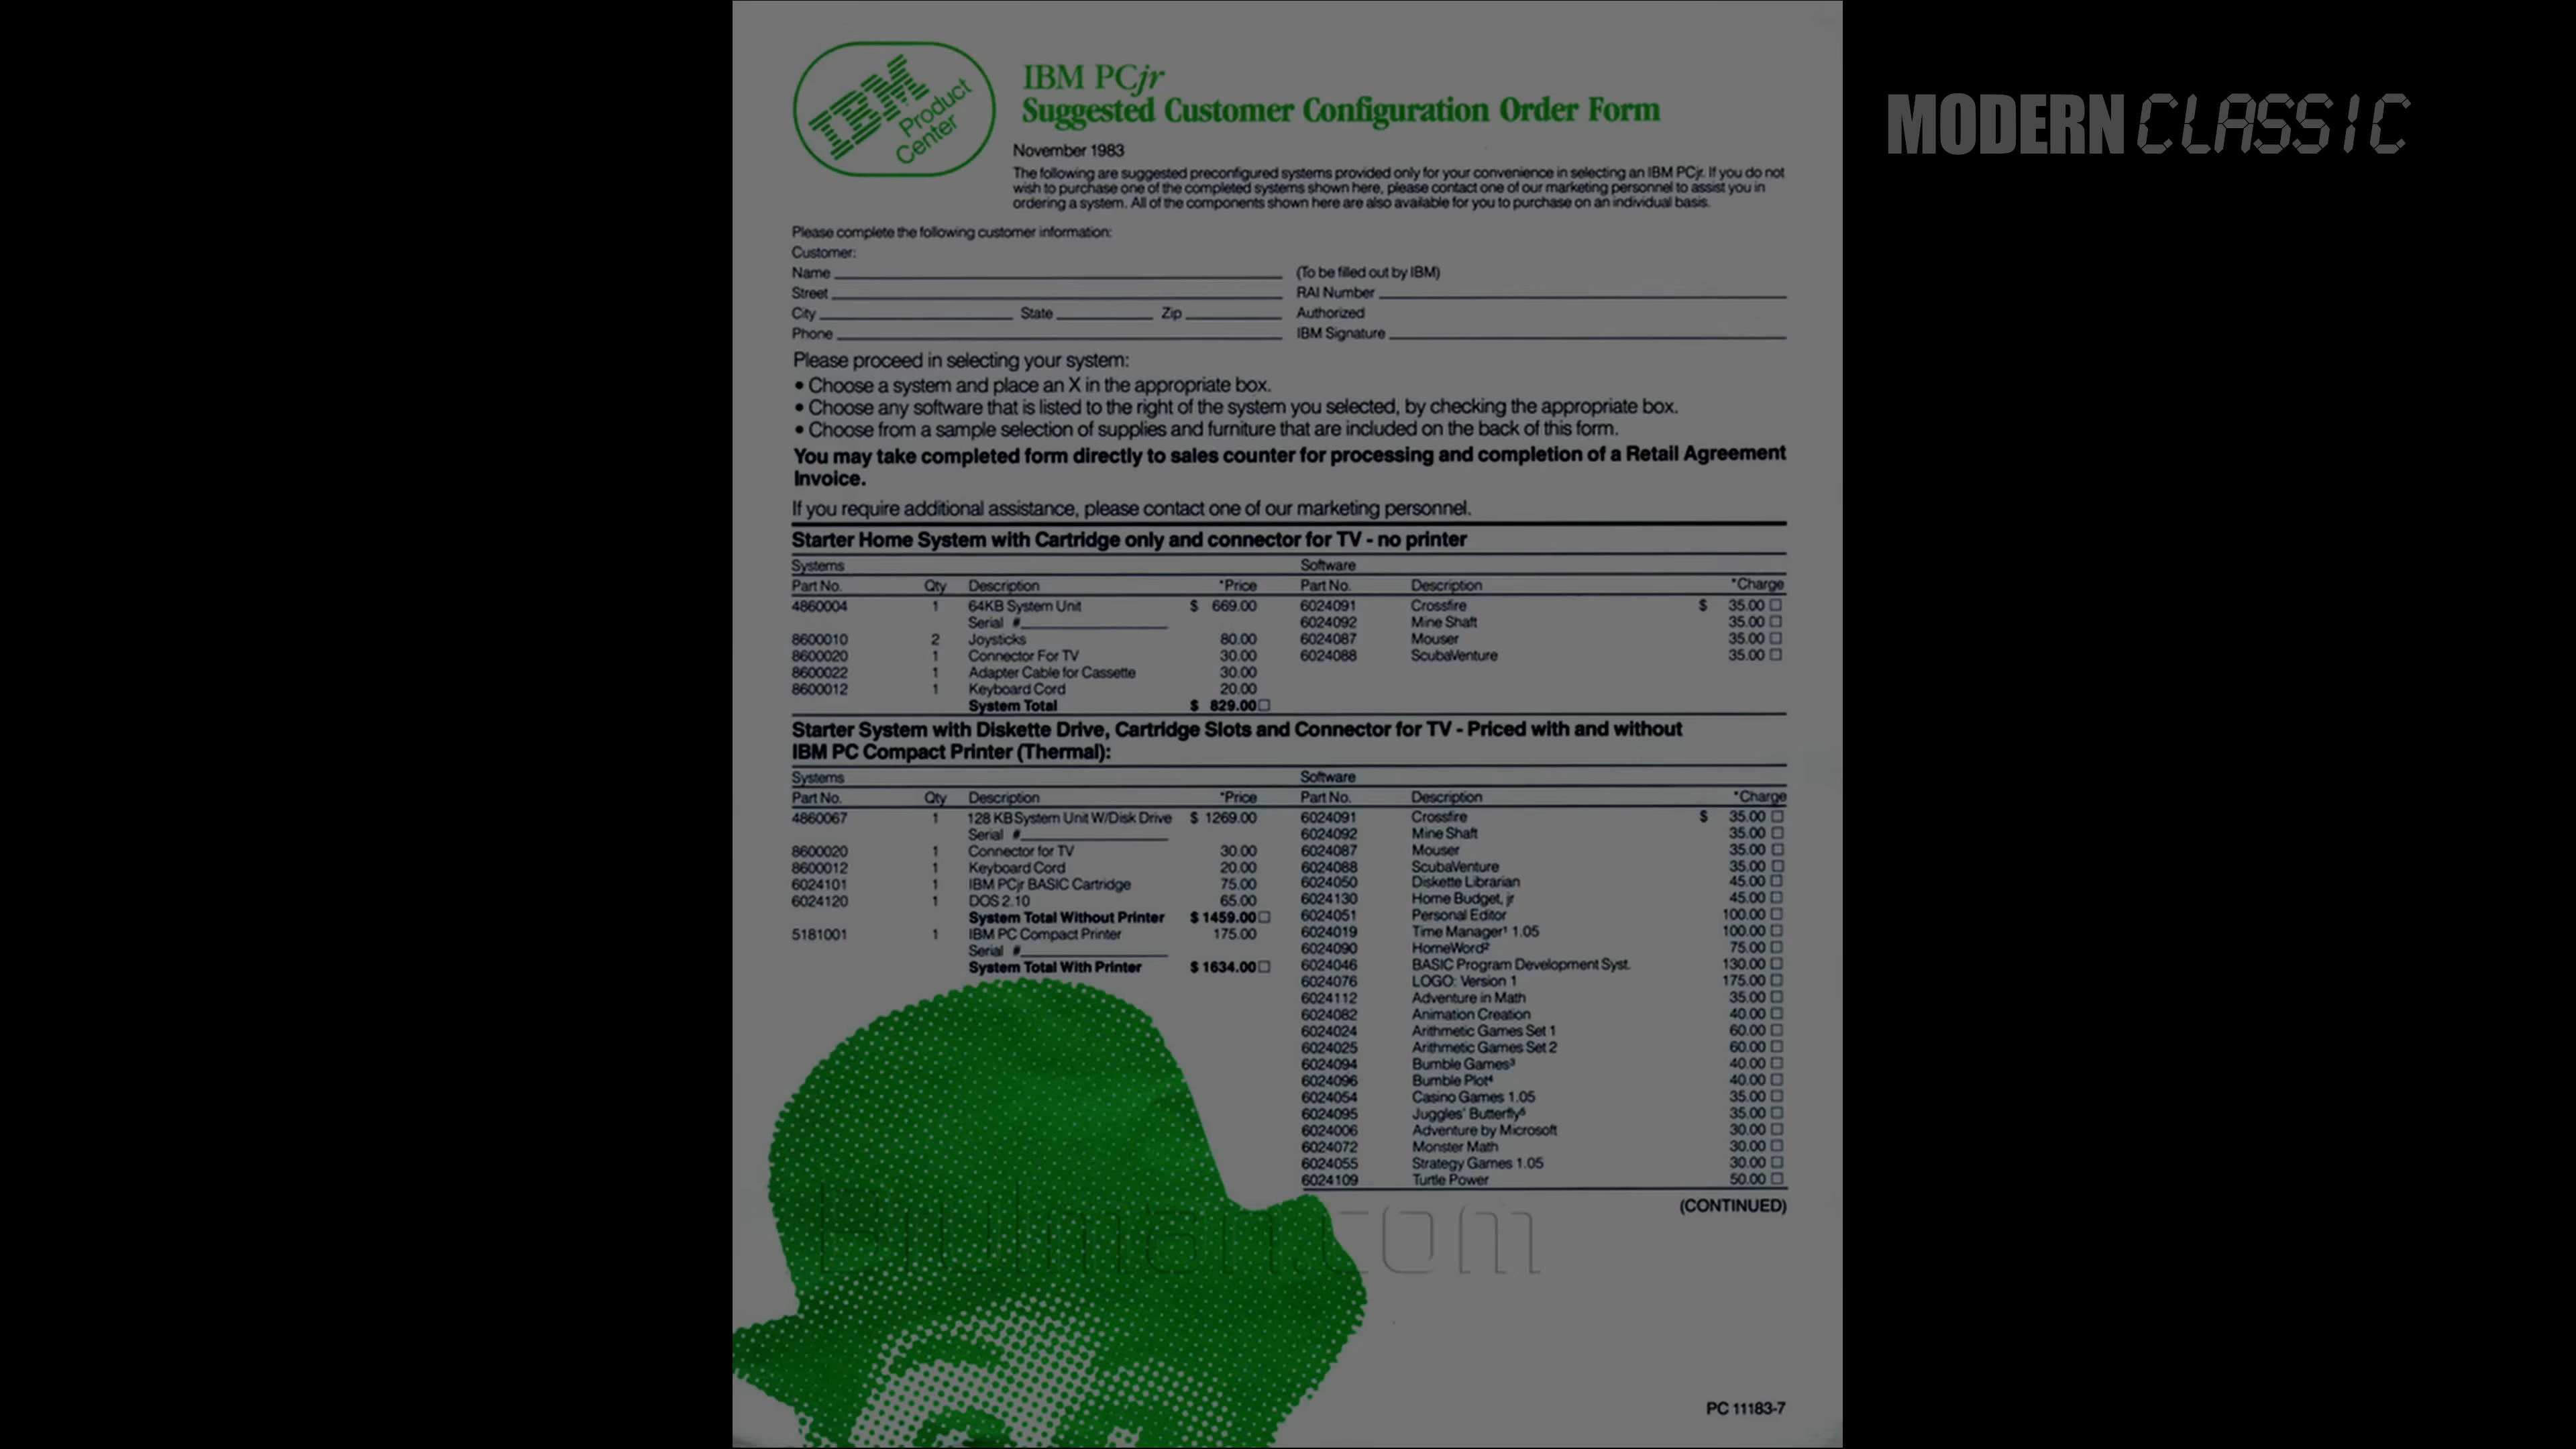 MODERN CLASSIC
IBM Product Center
IBM PCjr
Suggested Customer Configuration Order Form
November 1983
The following are suggested preconfigured systems provided only for your convenience in selecting an IBM PCjr. If you do not
wish to purchase one of the completed systems shown here, please contact one of our marketing personnel to assist you in
ordering a system. All of the components shown here are also available for you to purchase on an individual basis.
Please complete the following customer information:
Customer:
Name (To be filled out by IBM)
Street RAI Number
City State Zip Authorized
Phone IBM Signature
Please proceed in selecting your system:
• Choose a system and place an X in the appropriate box.
• Choose any software that is listed to the right of the system you selected, by checking the appropriate box.
• Choose from a sample selection of supplies and furniture that are included on the back of this form.
You may take completed form directly to sales counter for processing and completion of a Retail Agreement
Invoice.
If you require additional assistance, please contact one of our marketing personnel.
Starter Home System with Cartridge only and connector for TV - no printer
Systems Software
Part No. Qty Description *Price Part No. Description *Charge
4860004 1 64KB System Unit $ 669.00 6024091 Crossfire $ 35.00 □
Serial # 6024092 Mine Shaft 35.00 □
8600010 2 Joysticks 80.00 6024087 Mouser 35.00 □
8600020 1 Connector For TV 30.00 6024088 ScubaVenture 35.00 □
8600022 1 Adapter Cable for Cassette 30.00
8600012 1 Keyboard Cord 20.00
System Total $ 829.00 □
Starter System with Diskette Drive, Cartridge Slots and Connector for TV - Priced with and without
IBM PC Compact Printer (Thermal):
Systems Software
Part No. Qty Description *Price Part No. Description *Charge
4860067 1 128 KB System Unit W/Disk Drive $ 1269.00 6024091 Crossfire $ 35.00 □
Serial # 6024092 Mine Shaft 35.00 □
8600020 1 Connector for TV 30.00 6024087 Mouser 35.00 □
8600012 1 Keyboard Cord 20.00 6024088 ScubaVenture 35.00 □
6024101 1 IBM PCjr BASIC Cartridge 75.00 6024050 Diskette Librarian 45.00 □
6024120 1 DOS 2.10 65.00 6024130 Home Budget, jr 45.00 □
System Total Without Printer $ 1459.00 □ 6024051 Personal Editor 100.00 □
5181001 1 IBM PC Compact Printer 175.00 6024019 Time Manager¹ 1.05 100.00 □
Serial # 6024090 HomeWord² 75.00 □
System Total With Printer $ 1634.00 □ 6024046 BASIC Program Development Syst. 130.00 □
6024076 LOGO: Version 1 175.00 □
6024112 Adventure in Math 35.00 □
6024082 Animation Creation 40.00 □
6024024 Arithmetic Games Set 1 60.00 □
6024025 Arithmetic Games Set 2 60.00 □
6024094 Bumble Games³ 40.00 □
6024096 Bumble Plot⁴ 40.00 □
6024054 Casino Games 1.05 35.00 □
6024095 Juggles' Butterfly⁵ 35.00 □
6024006 Adventure by Microsoft 30.00 □
6024072 Monster Math 30.00 □
6024055 Strategy Games 1.05 30.00 □
6024109 Turtle Power 50.00 □
(CONTINUED)
PC 11183-7